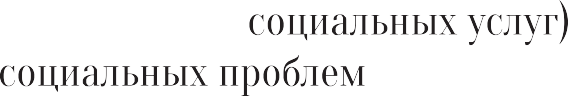 социальных услуг)
социальных проблем